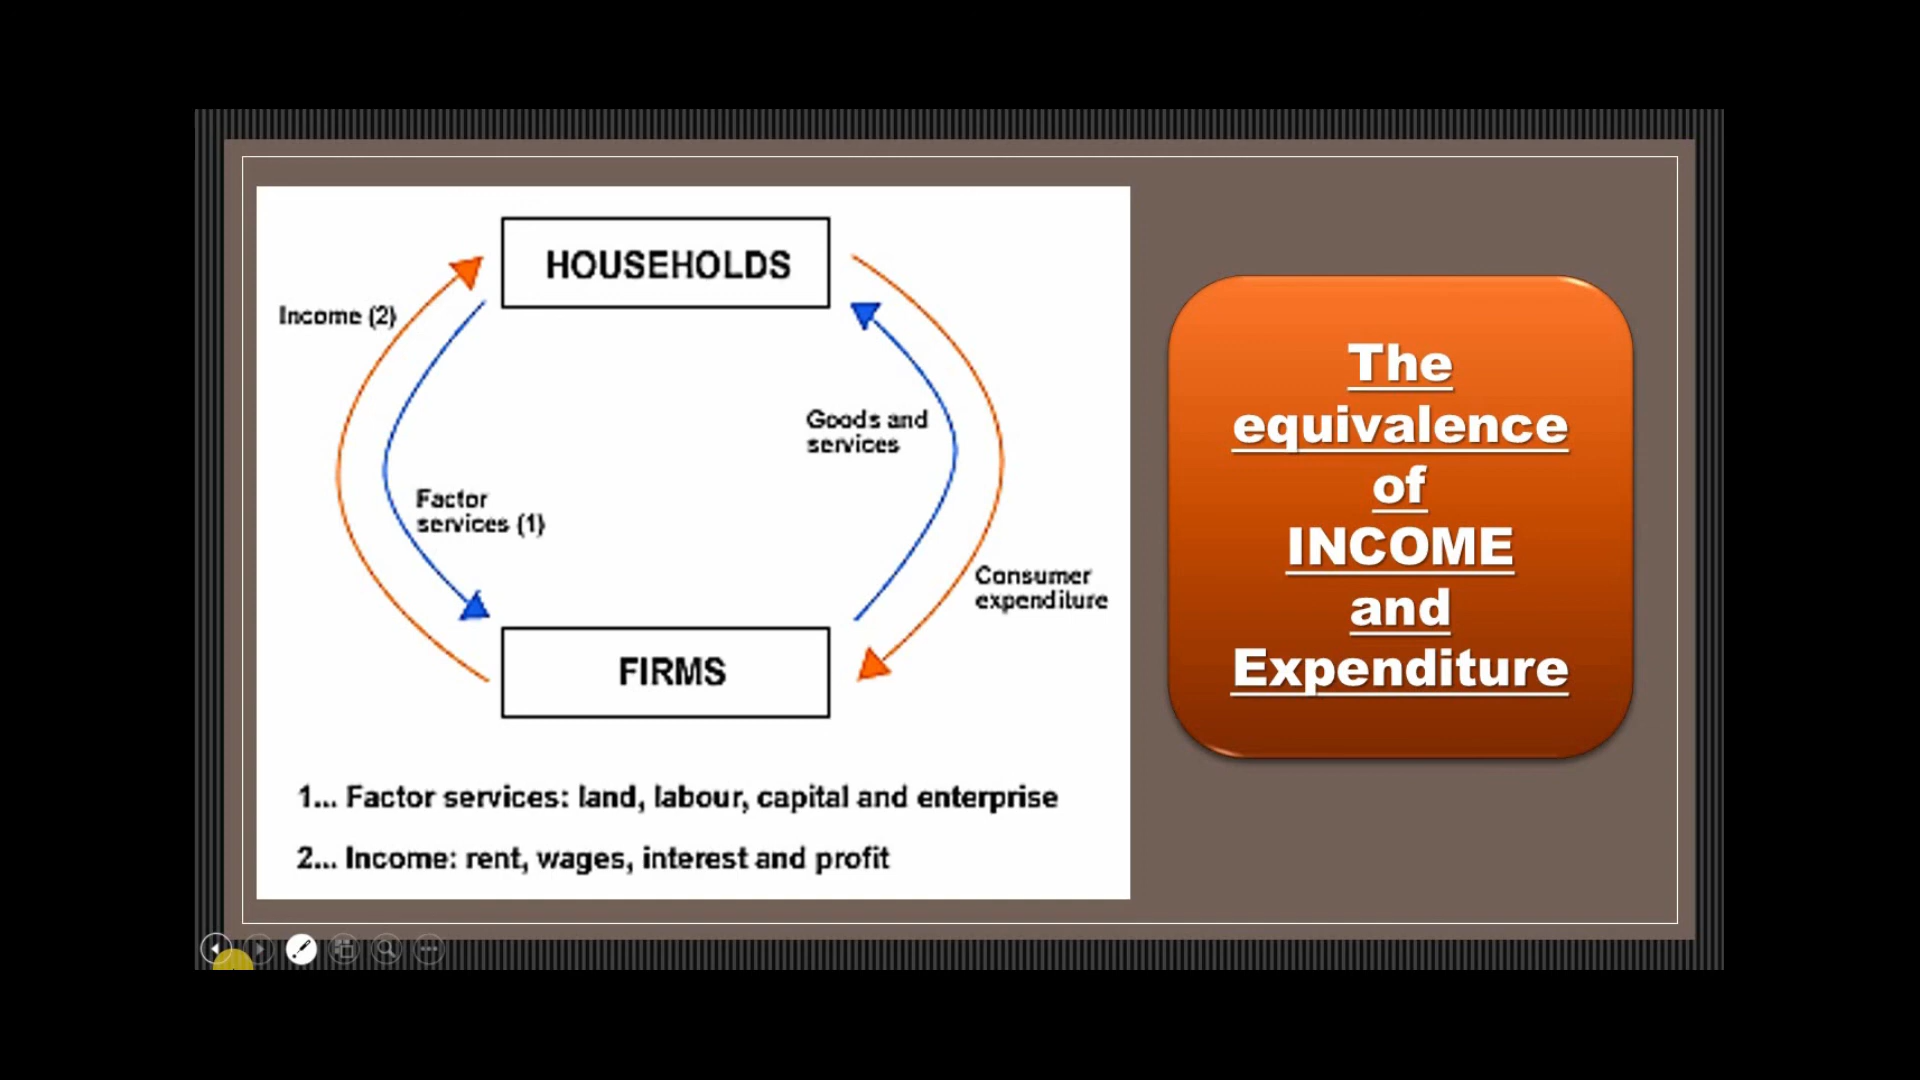 HOUSEHOLDS
Income (2)
Goods and
services
Factor
services (1)
Consumer
expenditure
FIRMS
1... Factor services: land, labour, capital and enterprise
2... Income: rent, wages, interest and profit
The
equivalence
of
INCOME
and
Expenditure